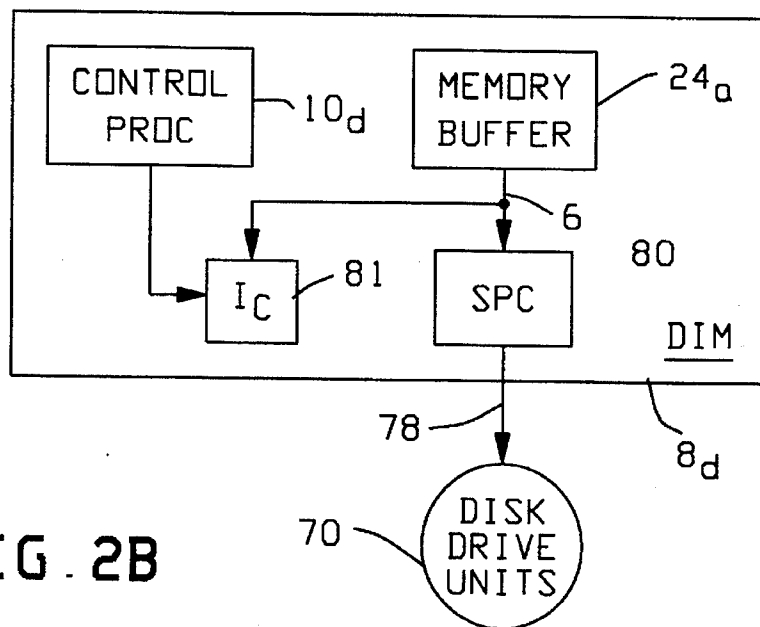 CONTROL
PROC
10d
MEMORY
BUFFER
24a
6
80
IC
81
SPC
DIM
78
8d
70
DISK
DRIVE
UNITS
IG. 2B